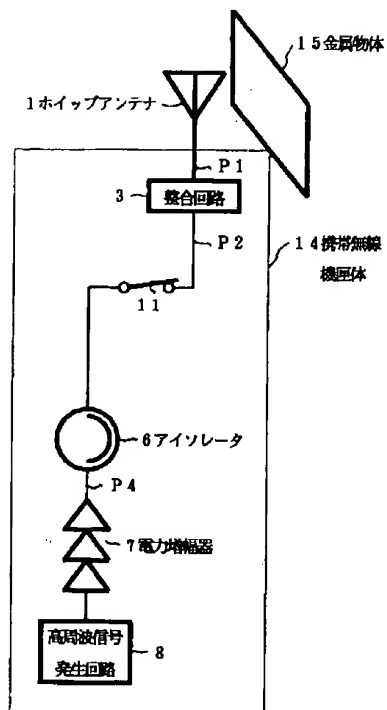 15金属物体
1ホイップアンテナ
P1
3
整合回路
P2
14携帯無線
機匣体
11
6アイソレータ
P4
7電力増幅器
高周波信号
発生回路
8